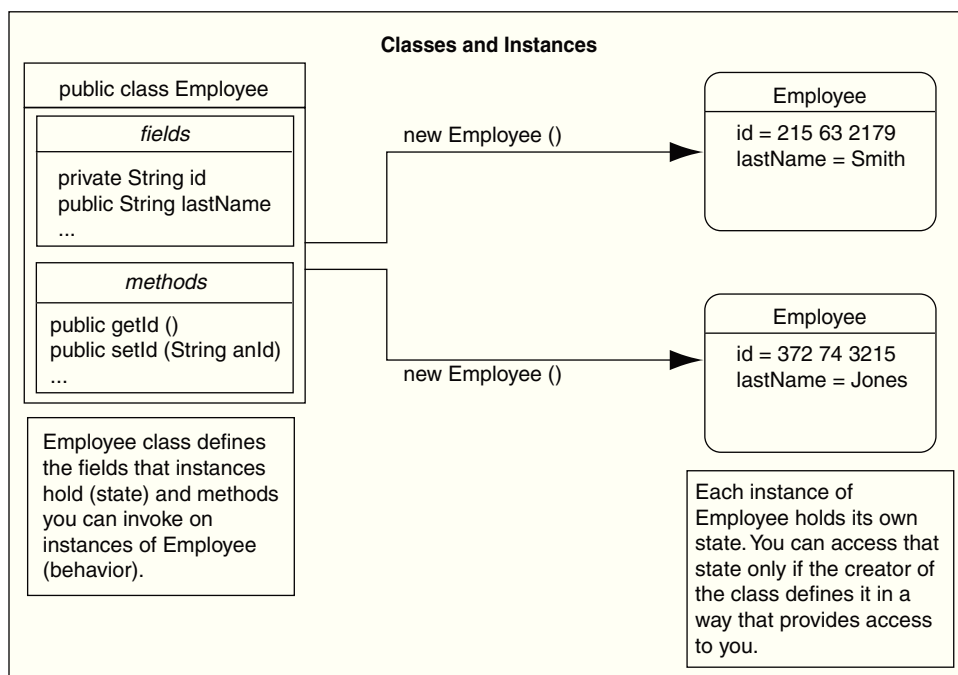 Classes and Instances
public class Employee
fields
private String id
public String lastName
...
methods
public getId ()
public setId (String anId)
...
Employee class defines
the fields that instances
hold (state) and methods
you can invoke on
instances of Employee
(behavior).
new Employee ()
new Employee ()
Employee
id = 215 63 2179
lastName = Smith
Employee
id = 372 74 3215
lastName = Jones
Each instance of
Employee holds its own
state. You can access that
state only if the creator of
the class defines it in a
way that provides access
to you.